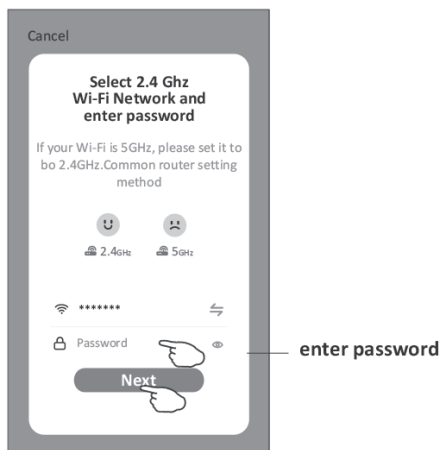 Cancel
Select 2.4 Ghz
Wi-Fi Network and
enter password
If your Wi-Fi is 5GHz, please set it to
bo 2.4GHz.Common router setting
method
2.4GHz 5GHz
*******
Password
enter password
Next